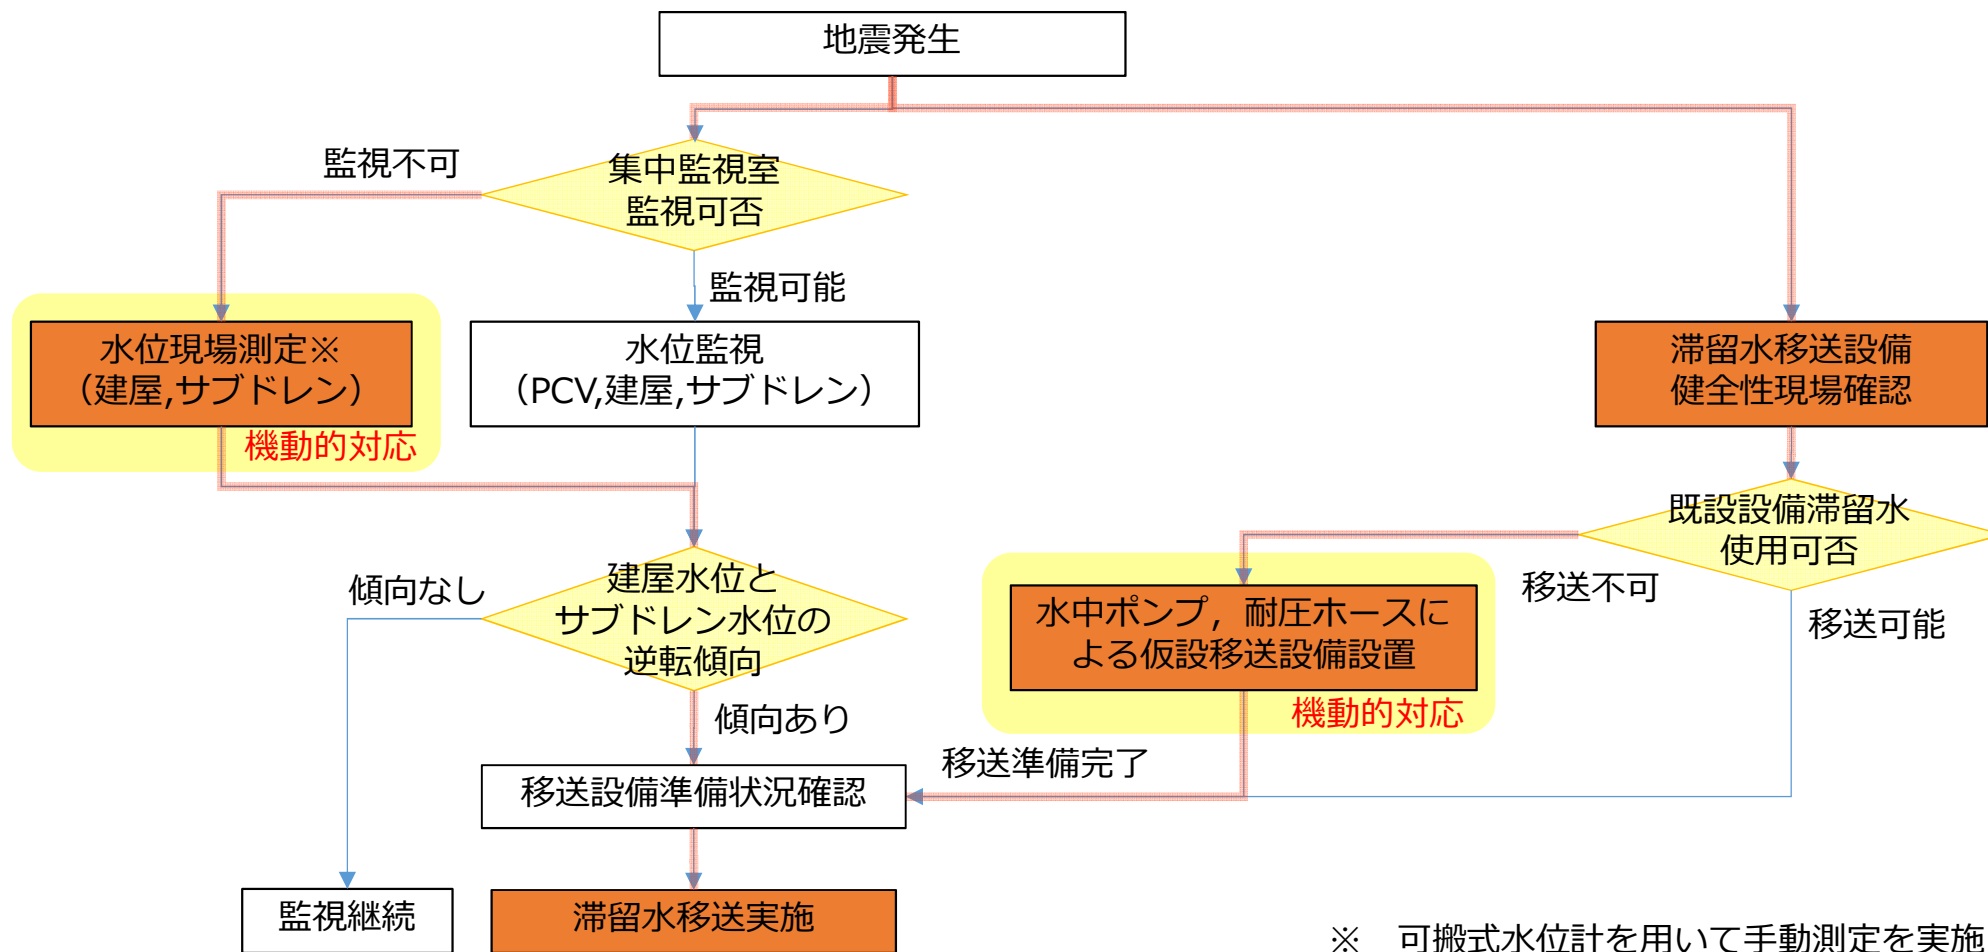 地震発生
監視不可
集中監視室
監視可否
監視可能
水位現場測定※
（建屋,サブドレン）
機動的対応
水位監視
（PCV,建屋,サブドレン）
滞留水移送設備
健全性現場確認
既設設備滞留水
使用可否
移送不可
移送可能
水中ポンプ，耐圧ホースに
よる仮設移送設備設置
機動的対応
傾向なし
建屋水位と
サブドレン水位の
逆転傾向
傾向あり
移送準備完了
移送設備準備状況確認
監視継続
滞留水移送実施
※　可搬式水位計を用いて手動測定を実施